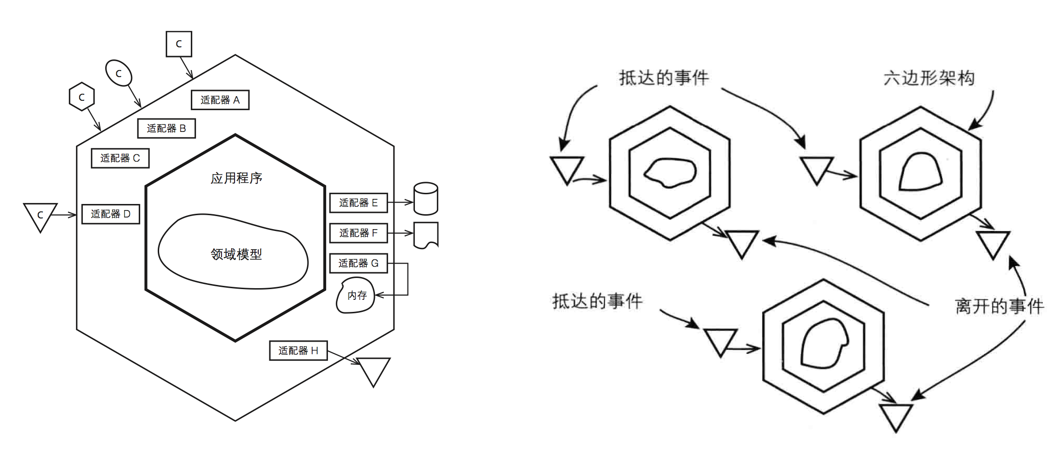 C
C
C
适配器 A
适配器 B
适配器 C
应用程序
C
适配器 D
适配器 E
适配器 F
领域模型
适配器 G
内存
适配器 H
抵达的事件
六边形架构
抵达的事件
离开的事件